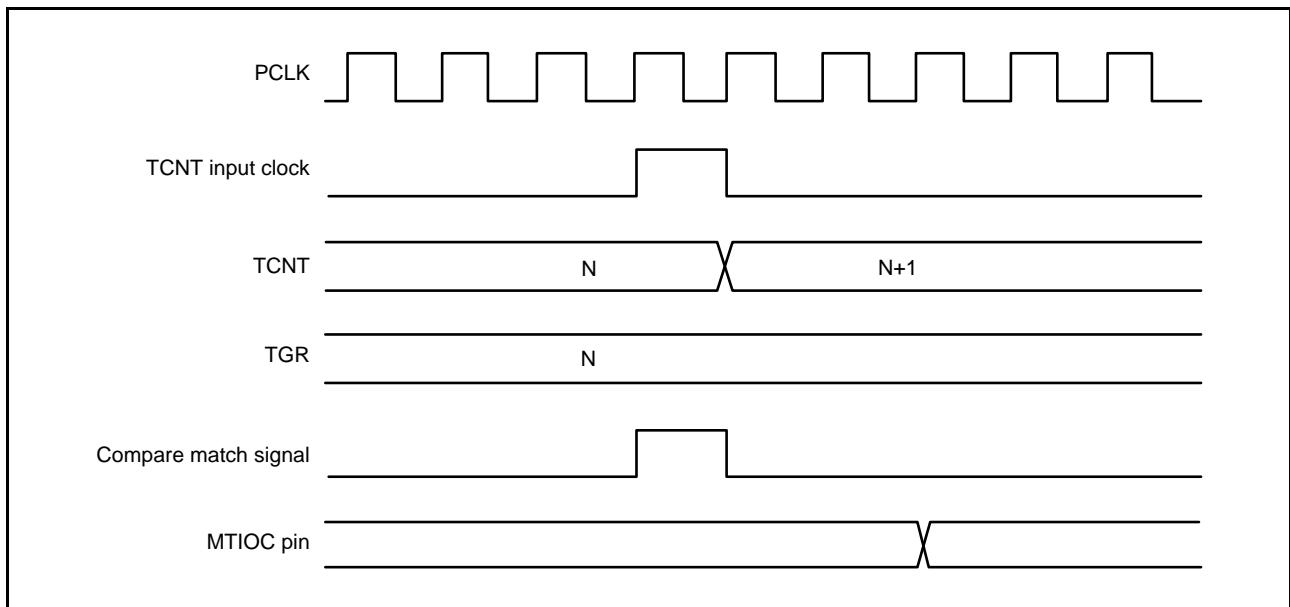 PCLK
TCNT input clock
TCNT
N
N+1
TGR
N
Compare match signal
MTIOC pin